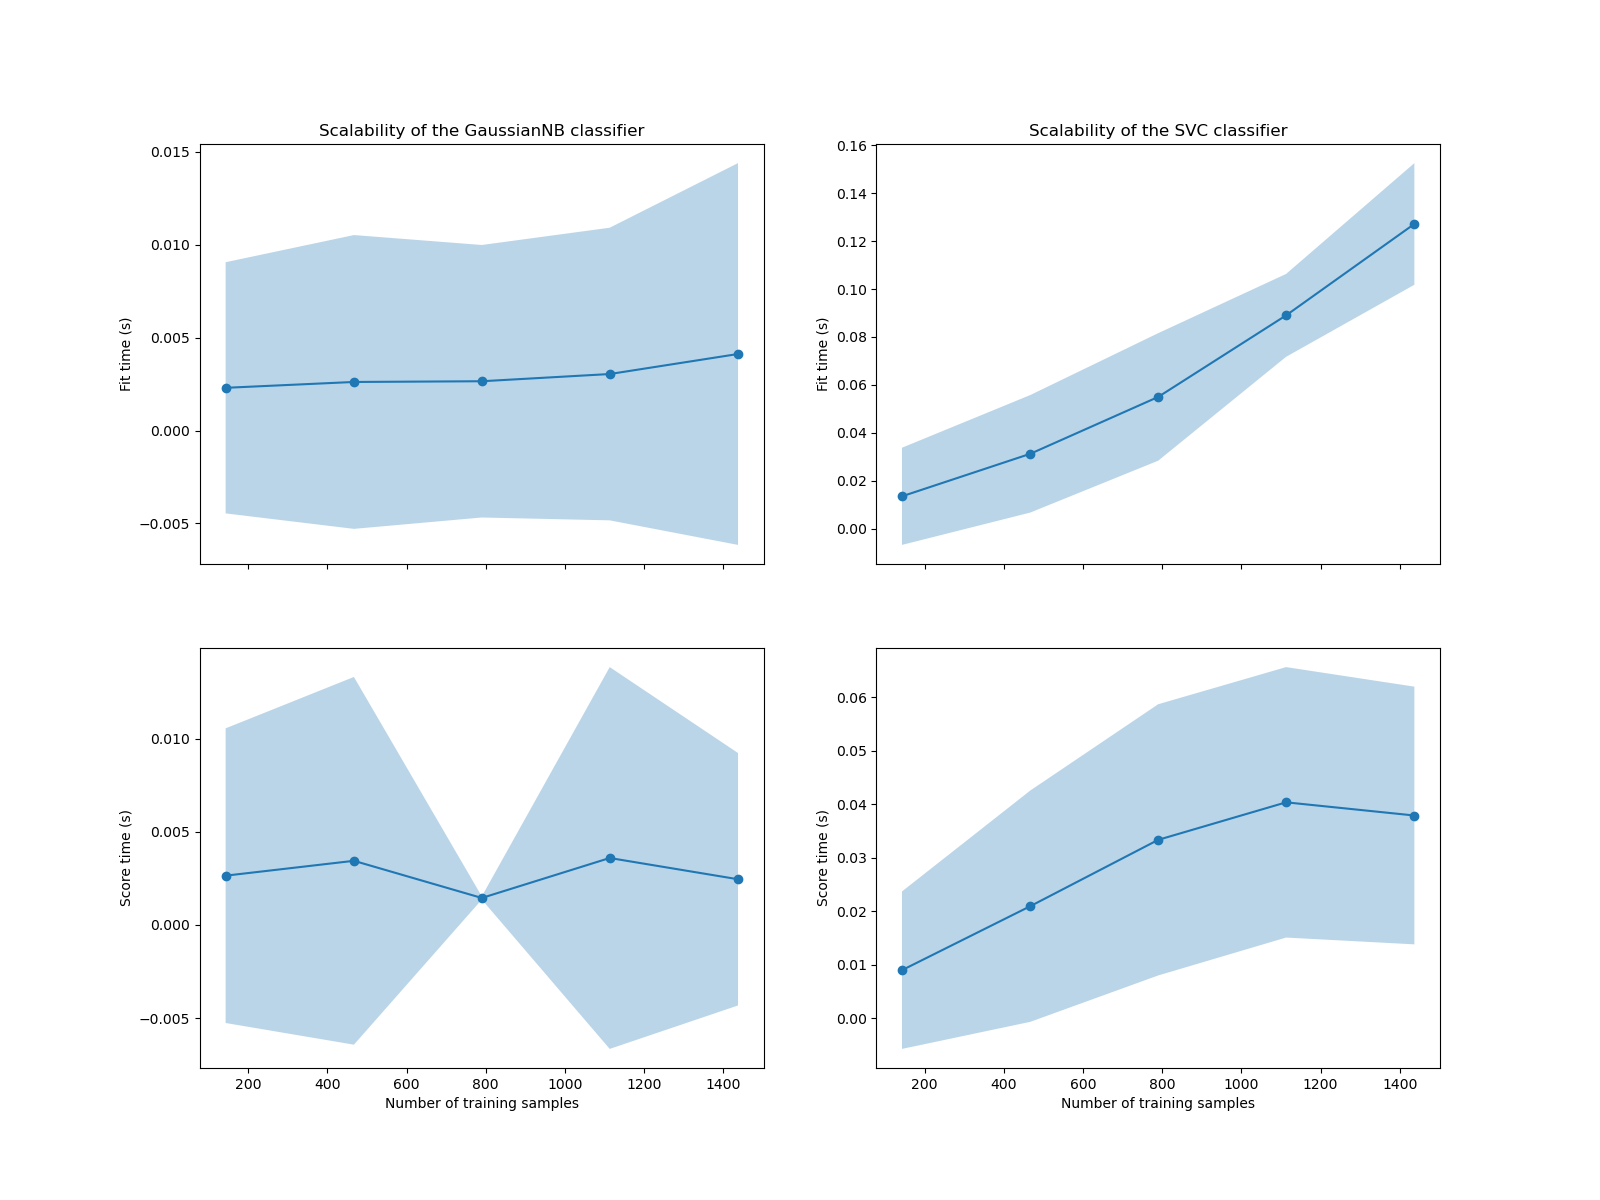 Scalability of the GaussianNB classifier
0.015
0.010
0.005
0.000
−0.005
Fit time (s)
Scalability of the SVC classifier
0.16
0.14
0.12
0.10
0.08
0.06
0.04
0.02
0.00
Fit time (s)
0.010
0.005
0.000
−0.005
Score time (s)
200 400 600 800 1000 1200 1400
Number of training samples
0.06
0.05
0.04
0.03
0.02
0.01
0.00
Score time (s)
200 400 600 800 1000 1200 1400
Number of training samples